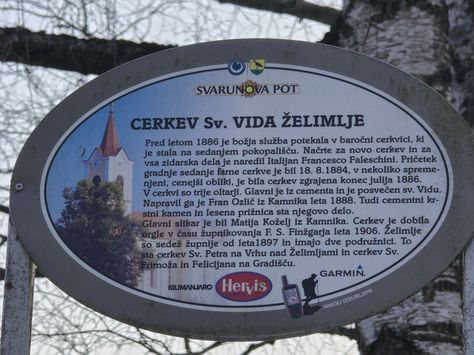 SVARUNOVA POT
CERKEV Sv. VIDA ŽELIMLJE
Pred letom 1886 je božja služba potekala v baročni cerkvici, ki
je stala na sedanjem pokopališču. Načrte za novo cerkev in za
vsa zidarska dela je naredil Italijan Francesco Faleschini. Pričetek
gradnje sedanje farne cerkve je bil 18. 8.1884, v nekoliko spreme-
njeni, cenejši obliki, je bila cerkev zgrajena konec julija 1886.
V cerkvi so trije oltarji. Glavni je iz cementa in je posvečen sv. Vidu.
Napravil ga je Fran Ozlič iz Kamnika leta 1888. Tudi cementni kr-
stni kamen in lesena prižnica sta njegovo delo.
Glavni slikar je bil Matija Koželj iz Kamnika. Cerkev je dobila
orgle v času župnikovanja F. S. Finžgarja leta 1906. Želimlje
so sedež župnije od leta1897 in imajo dve podružnici. To
sta cerkev Sv. Petra na Vrhu nad Želimljami in cerkev Sv.
Primoža in Felicijana na Gradišču.
KILIMANJARO
Hervis
GARMIN
NIKOLI IZGUBLJENI